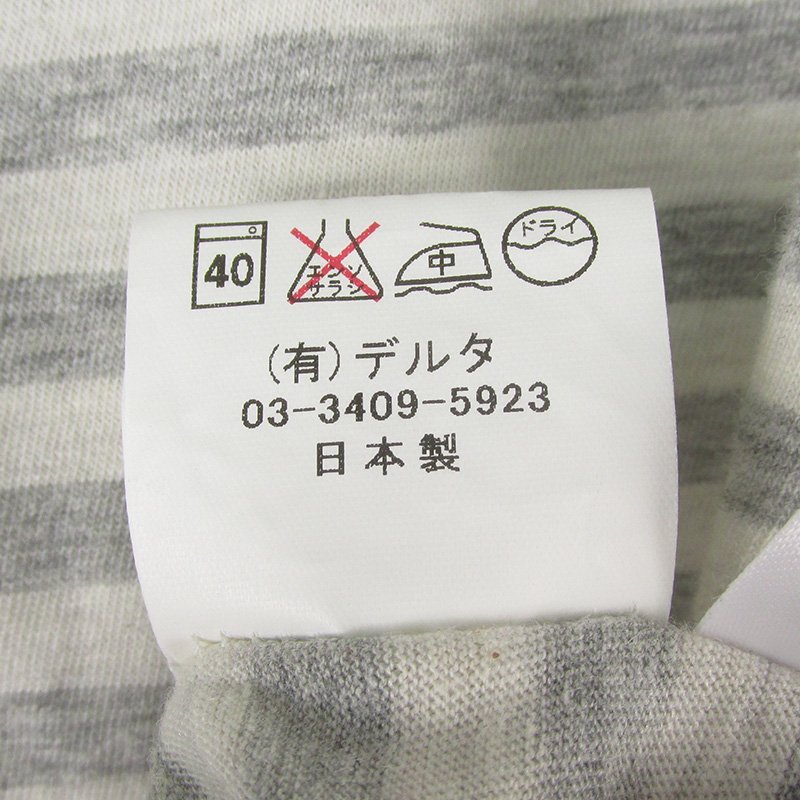 40
エンソ
サラシ
中
ドライ
(有)デルタ
03-3409-5923
日本製